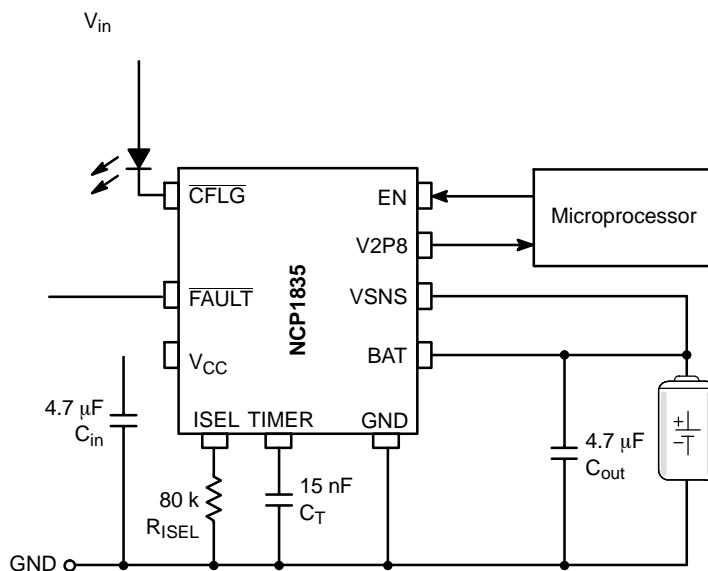 Vin
CFLG
EN
Microprocessor
V2P8
FAULT
VSNS
NCP1835
VCC
BAT
4.7 µF
Cin
ISEL TIMER GND
4.7 µF
Cout
80 k
RISEL
15 nF
CT
GND
+
−